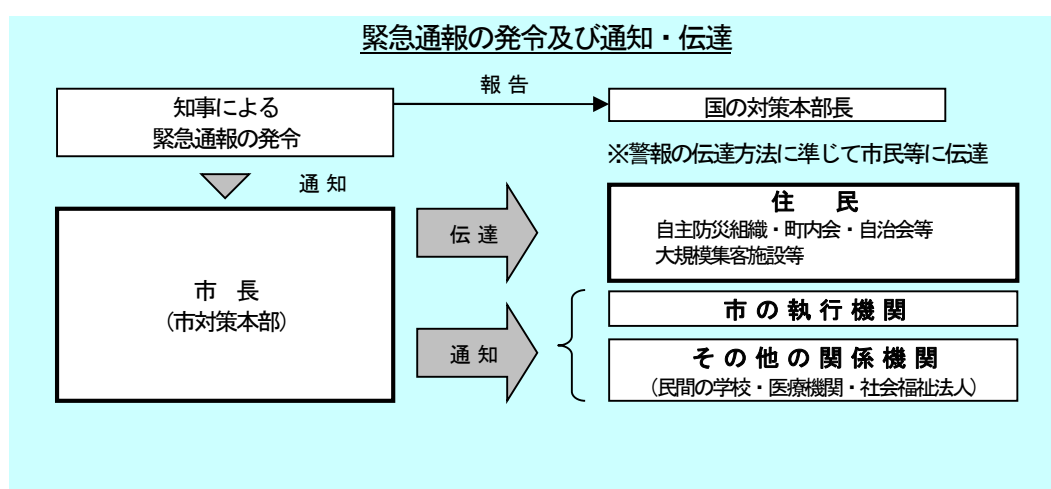 緊急通報の発令及び通知・伝達
報 告
知事による
緊急通報の発令
国の対策本部長
※警報の伝達方法に準じて市民等に伝達
通 知
住　民
自主防災組織・町内会・自治会等
大規模集客施設等
伝 達
市　長
（市対策本部）
市 の 執 行 機 関
通 知
そ の 他 の 関 係 機 関
（民間の学校・医療機関・社会福祉法人）